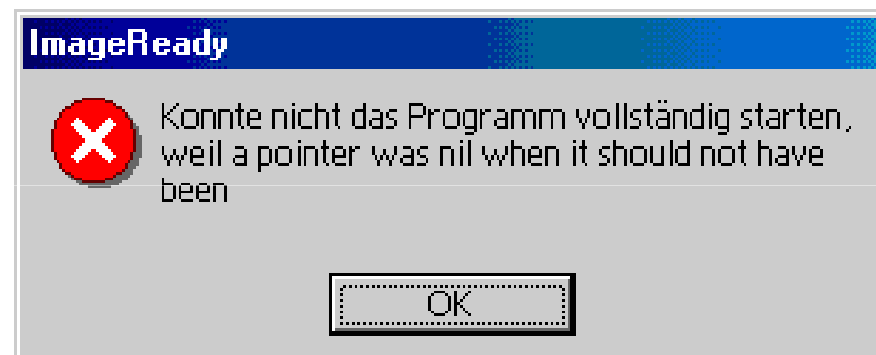 ImageReady
Konnte nicht das Programm vollständig starten,
weil a pointer was nil when it should not have
been
OK